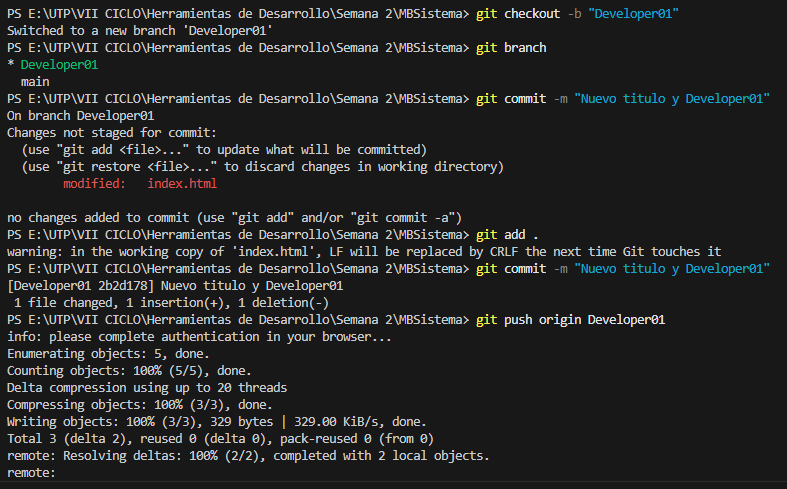 PS E:\UTP\VII CICLO\Herramientas de Desarrollo\Semana 2\MBSistema> git checkout -b "Developer01"
Switched to a new branch 'Developer01'
PS E:\UTP\VII CICLO\Herramientas de Desarrollo\Semana 2\MBSistema> git branch
* Developer01
  main
PS E:\UTP\VII CICLO\Herramientas de Desarrollo\Semana 2\MBSistema> git commit -m "Nuevo titulo y Developer01"
On branch Developer01
Changes not staged for commit:
  (use "git add <file>..." to update what will be committed)
  (use "git restore <file>..." to discard changes in working directory)
        modified:   index.html

no changes added to commit (use "git add" and/or "git commit -a")
PS E:\UTP\VII CICLO\Herramientas de Desarrollo\Semana 2\MBSistema> git add .
warning: in the working copy of 'index.html', LF will be replaced by CRLF the next time Git touches it
PS E:\UTP\VII CICLO\Herramientas de Desarrollo\Semana 2\MBSistema> git commit -m "Nuevo titulo y Developer01"
[Developer01 2b2d178] Nuevo titulo y Developer01
 1 file changed, 1 insertion(+), 1 deletion(-)
PS E:\UTP\VII CICLO\Herramientas de Desarrollo\Semana 2\MBSistema> git push origin Developer01
info: please complete authentication in your browser...
Enumerating objects: 5, done.
Counting objects: 100% (5/5), done.
Delta compression using up to 20 threads
Compressing objects: 100% (3/3), done.
Writing objects: 100% (3/3), 329 bytes | 329.00 KiB/s, done.
Total 3 (delta 2), reused 0 (delta 0), pack-reused 0 (from 0)
remote: Resolving deltas: 100% (2/2), completed with 2 local objects.
remote: